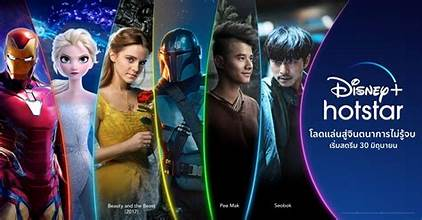 Disney+
hotstar
โลดแล่นสู่จินตนาการไม่รู้จบ
เริ่มสตรีม 30 มิถุนายน
Beauty and the Beast
(2017)
Pee Mak
Seobok